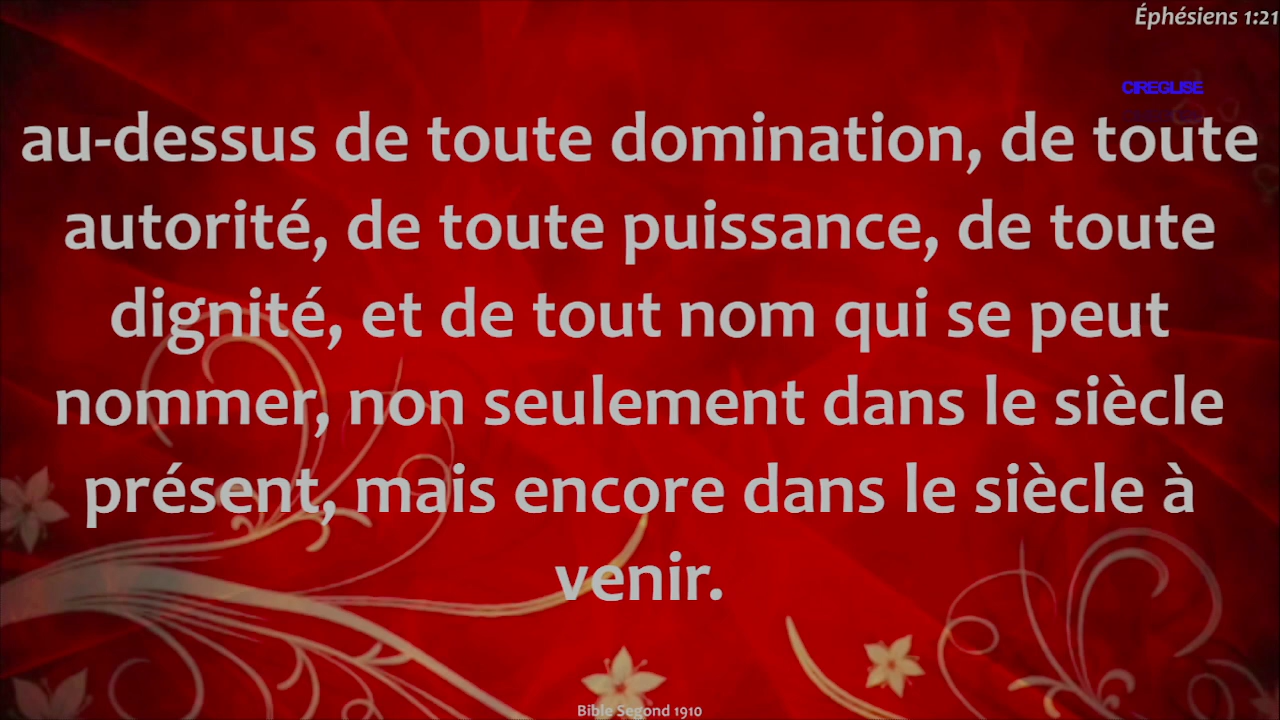 Éphésiens 1:21
CIREGLISE
au-dessus de toute domination, de toute
autorité, de toute puissance, de toute
dignité, et de tout nom qui se peut
nommer, non seulement dans le siècle
présent, mais encore dans le siècle à
venir.
Bible Segond 1910